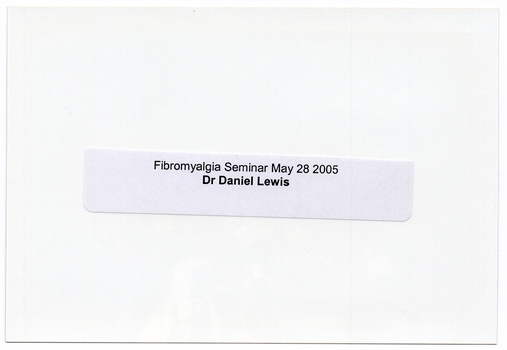 Fibromyalgia Seminar May 28 2005
Dr Daniel Lewis